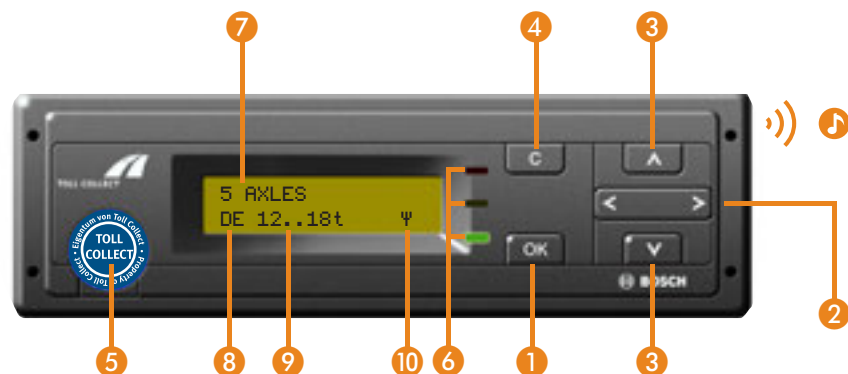 7
4
3
TOLL COLLECT
C
5 AXLES
DE 12..18t
OK
Eigentum von Toll Collect • Property of Toll Collect •
TOLL
COLLECT
BOSCH
2
5
8
9
10
6
1
3